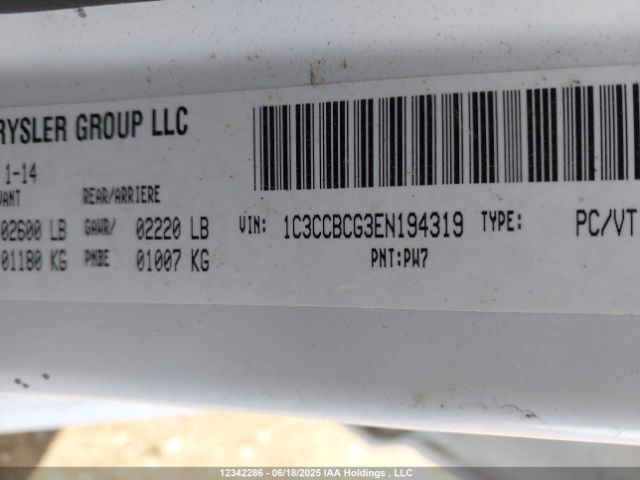 RYSLER GROUP LLC
1-14
VANT REAR/ARRIERE
02600 LB GAWR/ 02220 LB VIN: 1C3CCBCG3EN194319 TYPE: PC/VT
01180 KG PNBE 01007 KG PNT:PW7
12342286 - 06/18/2025 IAA Holdings , LLC